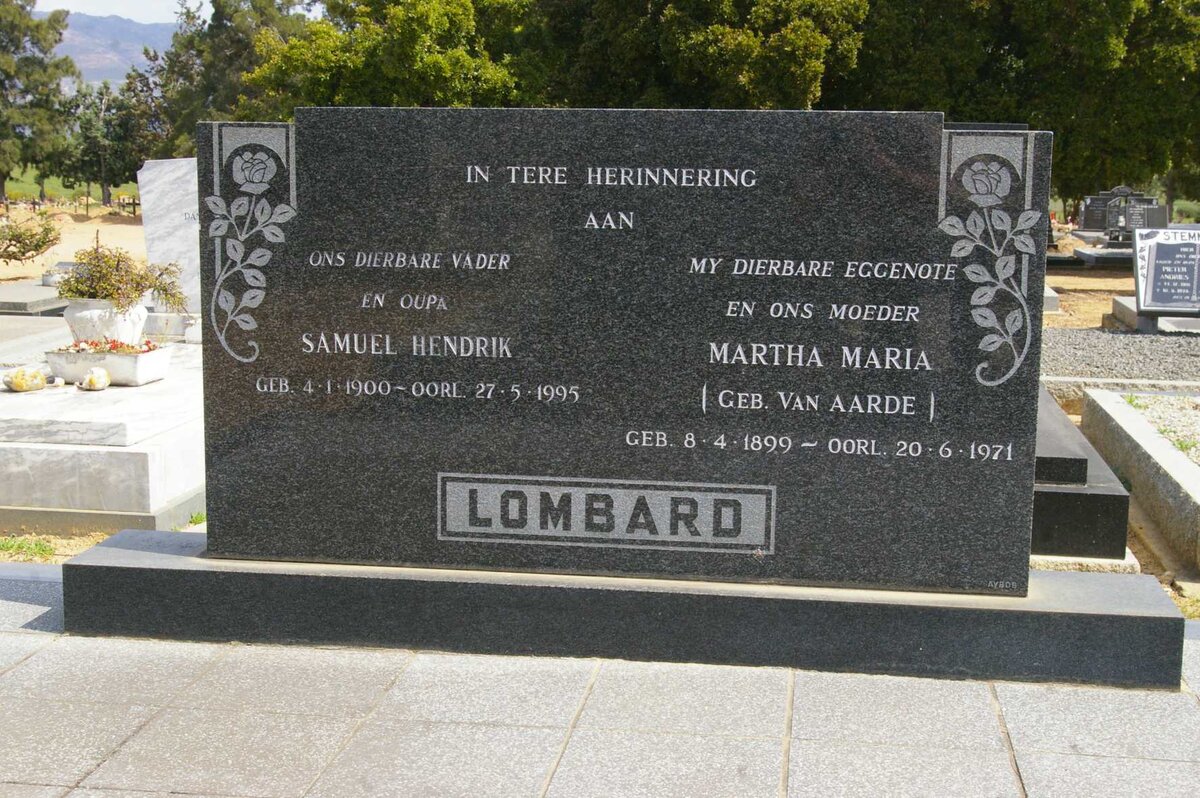 IN TERE HERINNERING
AAN
ONS DIERBARE VADER
EN OUPA
SAMUEL HENDRIK
GEB. 4·1·1900 – OORL. 27·5·1995
MY DIERBARE EGGENOTE
EN ONS MOEDER
MARTHA MARIA
( GEB. VAN AARDE )
GEB. 8·4·1899 – OORL. 20·6·1971
LOMBARD
PIETER
ANDRIES